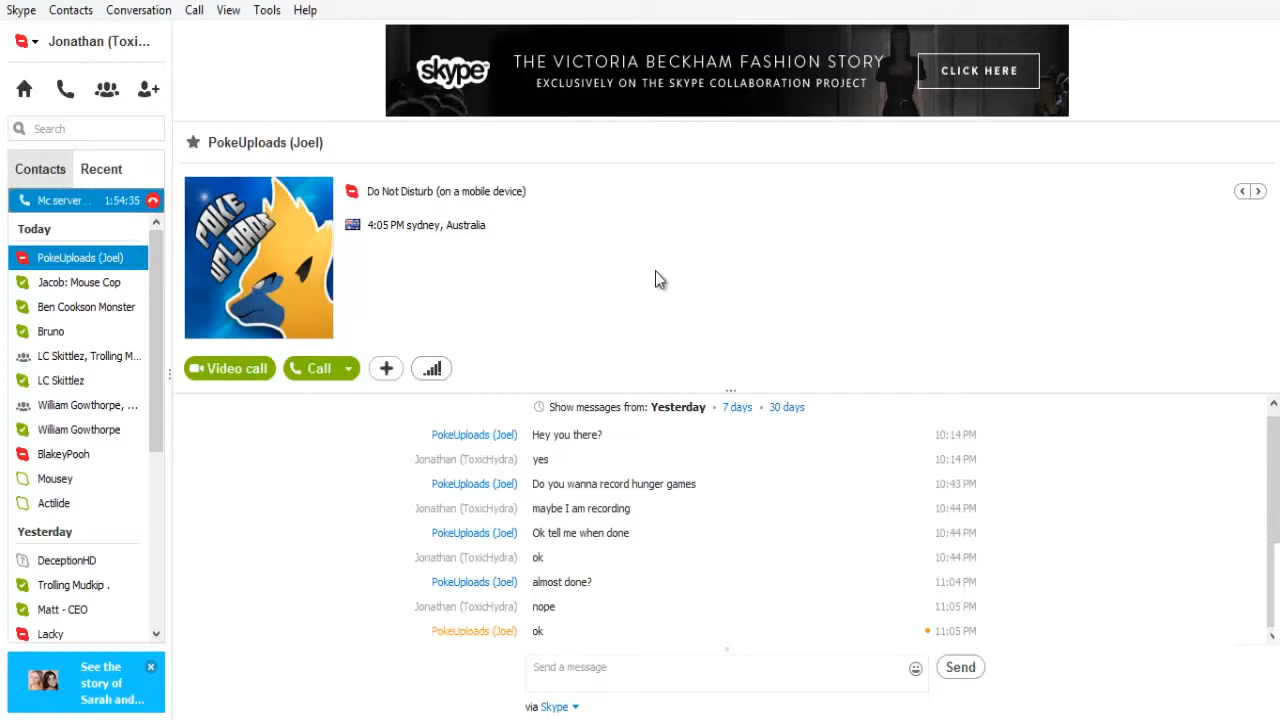 Skype Contacts Conversation Call View Tools Help
Jonathan (Toxi...
skype THE VICTORIA BECKHAM FASHION STORY
EXCLUSIVELY ON THE SKYPE COLLABORATION PROJECT
CLICK HERE
Search
Contacts Recent
Mc server ... 1:54:35
Today
PokeUploads (Joel)
Jacob: Mouse Cop
Ben Cookson Monster
Bruno
LC Skittlez, Trolling M...
LC Skittlez
William Gowthorpe, ...
William Gowthorpe
BlakeyPooh
Mousey
Actilide
Yesterday
DeceptionHD
Trolling Mudkip .
Matt - CEO
Lacky
See the
story of
Sarah and...
PokeUploads (Joel)
POKE
UPLOADS
Do Not Disturb (on a mobile device)
4:05 PM sydney, Australia
Video call Call
Show messages from: Yesterday • 7 days • 30 days
PokeUploads (Joel) Hey you there? 10:14 PM
Jonathan (ToxicHydra) yes 10:14 PM
PokeUploads (Joel) Do you wanna record hunger games 10:43 PM
Jonathan (ToxicHydra) maybe I am recording 10:44 PM
PokeUploads (Joel) Ok tell me when done 10:44 PM
Jonathan (ToxicHydra) ok 10:44 PM
PokeUploads (Joel) almost done? 11:04 PM
Jonathan (ToxicHydra) nope 11:05 PM
PokeUploads (Joel) ok 11:05 PM
Send a message
Send
via Skype